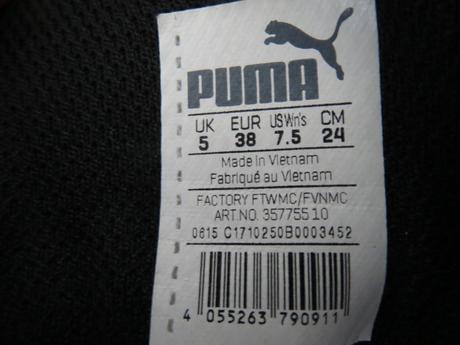 PUMA
UK EUR US Wn's CM
5 38 7.5 24
Made in Vietnam
Fabriqué au Vietnam
FACTORY FTWMC/FVNMC
ART.NO. 357755 10
0615 C1710250B0003452
4 055263 790911